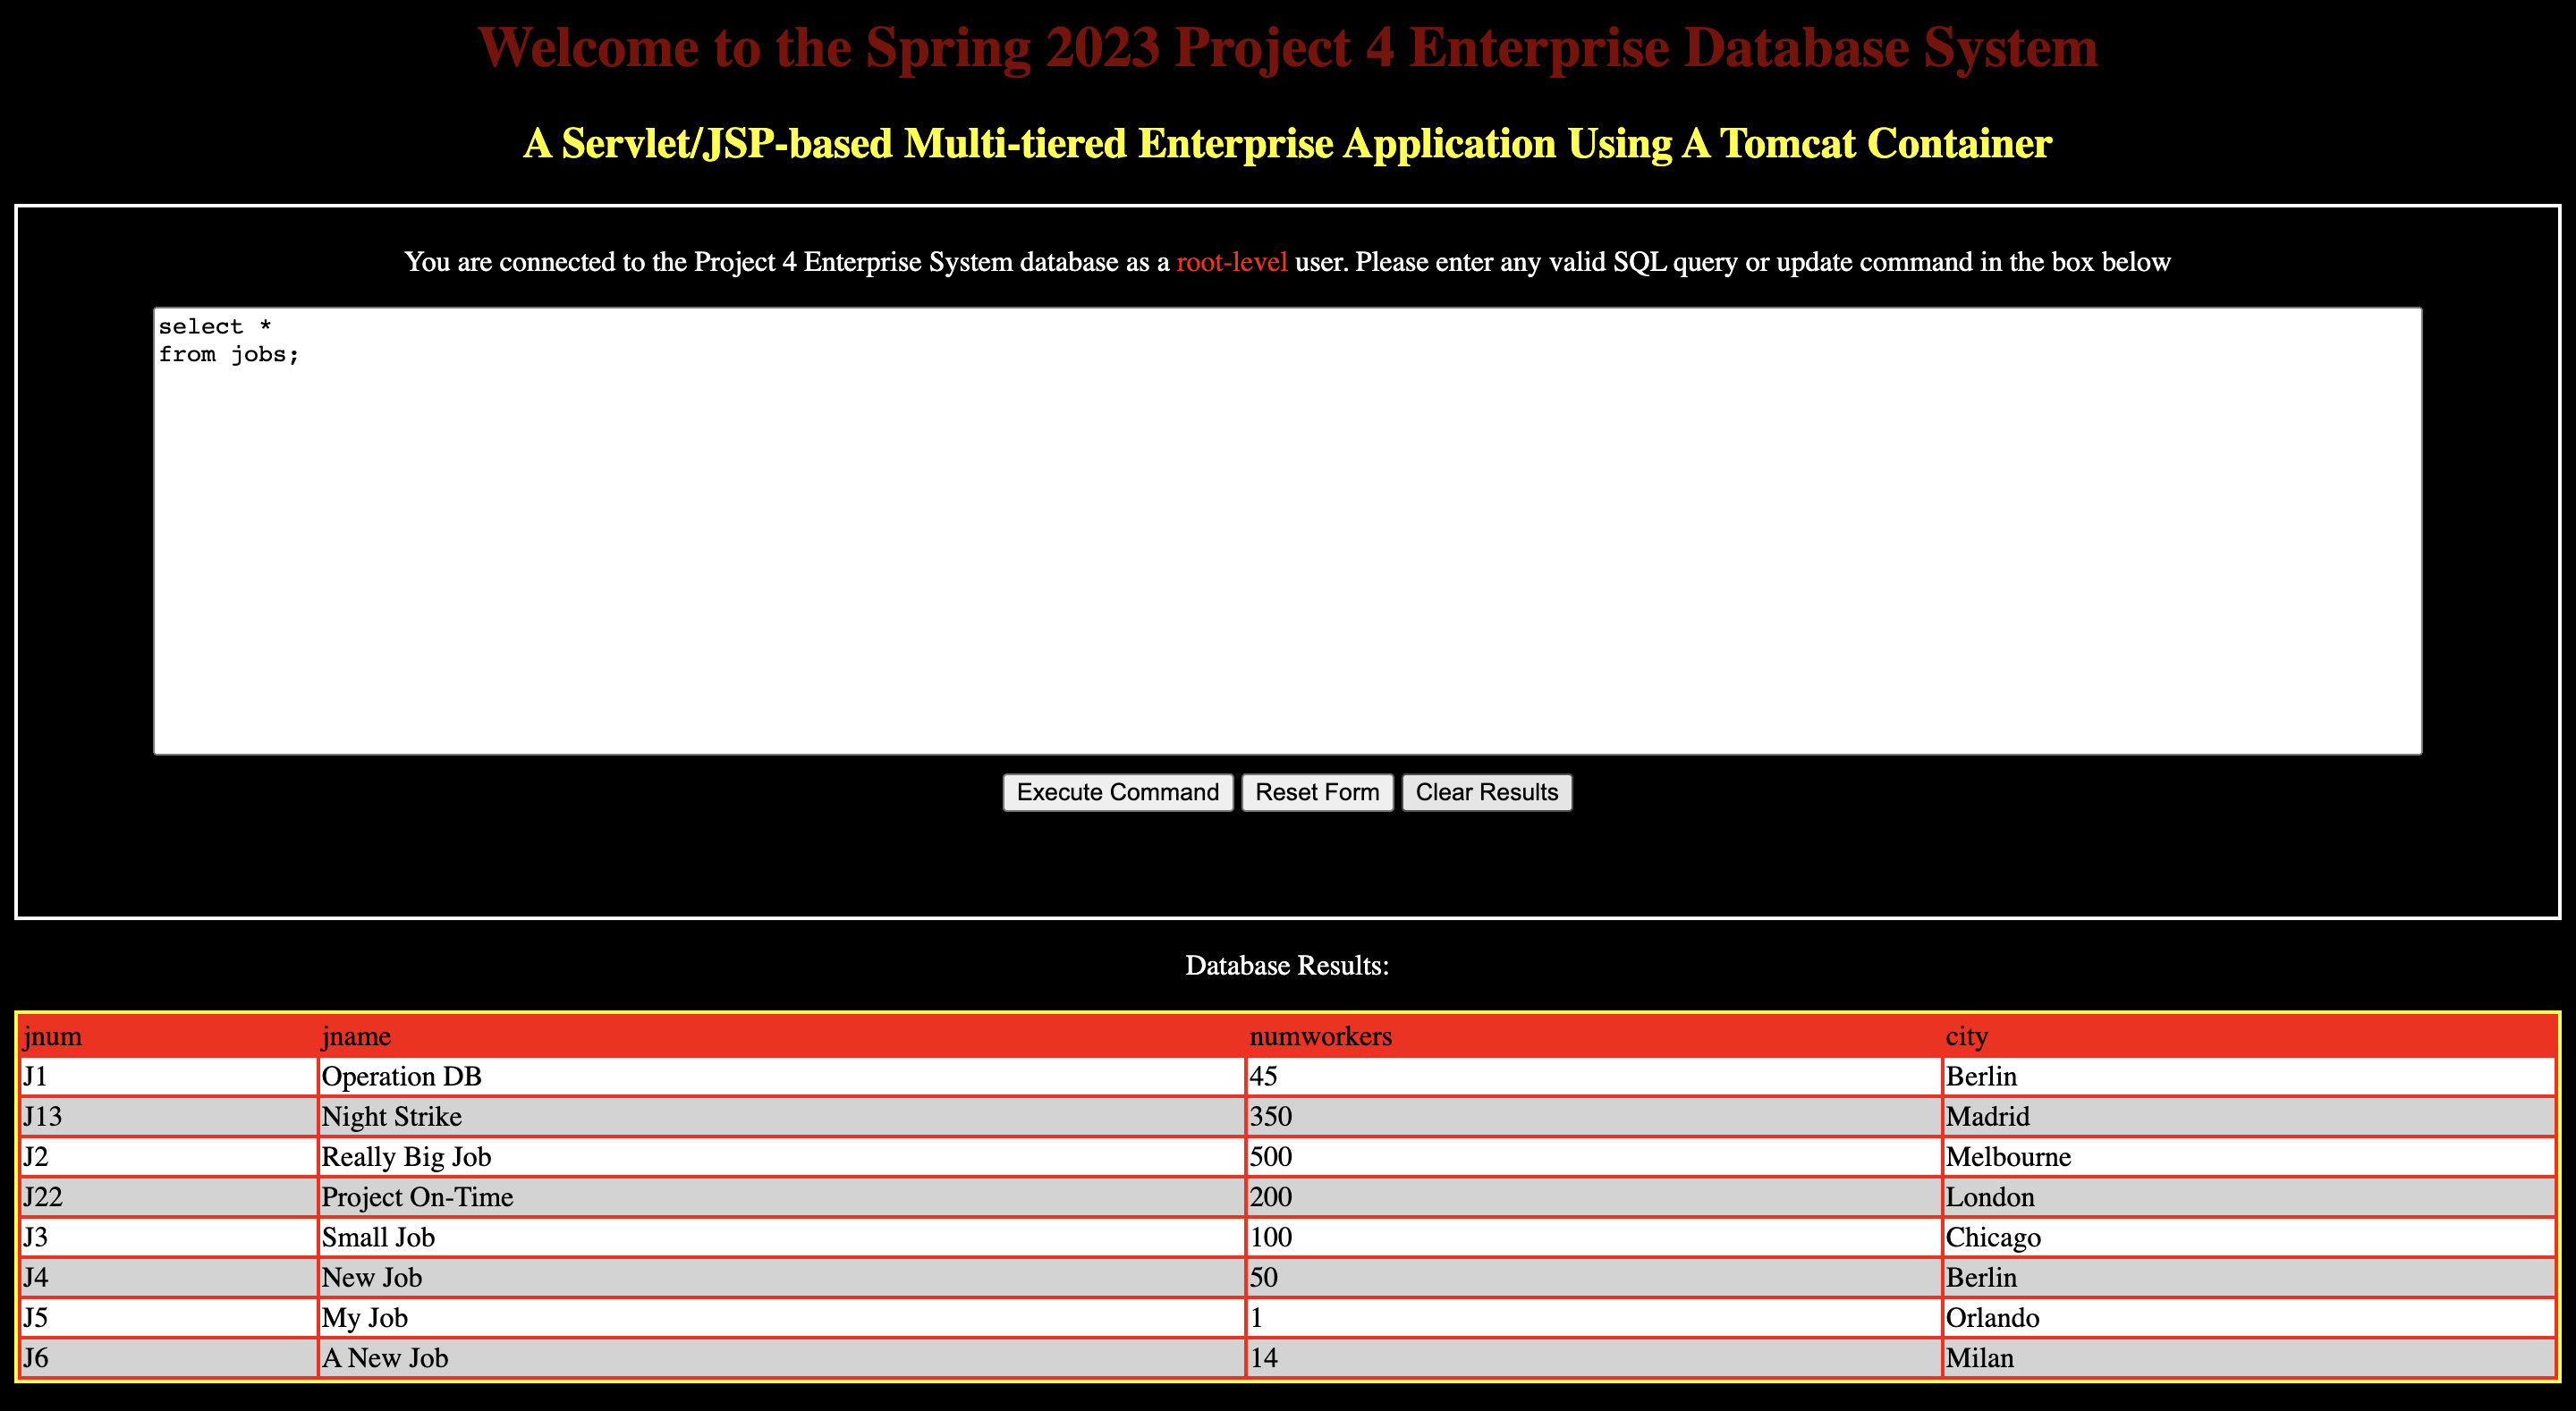 Welcome to the Spring 2023 Project 4 Enterprise Database System
A Servlet/JSP-based Multi-tiered Enterprise Application Using A Tomcat Container
You are connected to the Project 4 Enterprise System database as a root-level user. Please enter any valid SQL query or update command in the box below
select *
from jobs;
Execute Command Reset Form Clear Results
Database Results:
jnum jname numworkers city
J1 Operation DB 45 Berlin
J13 Night Strike 350 Madrid
J2 Really Big Job 500 Melbourne
J22 Project On-Time 200 London
J3 Small Job 100 Chicago
J4 New Job 50 Berlin
J5 My Job 1 Orlando
J6 A New Job 14 Milan